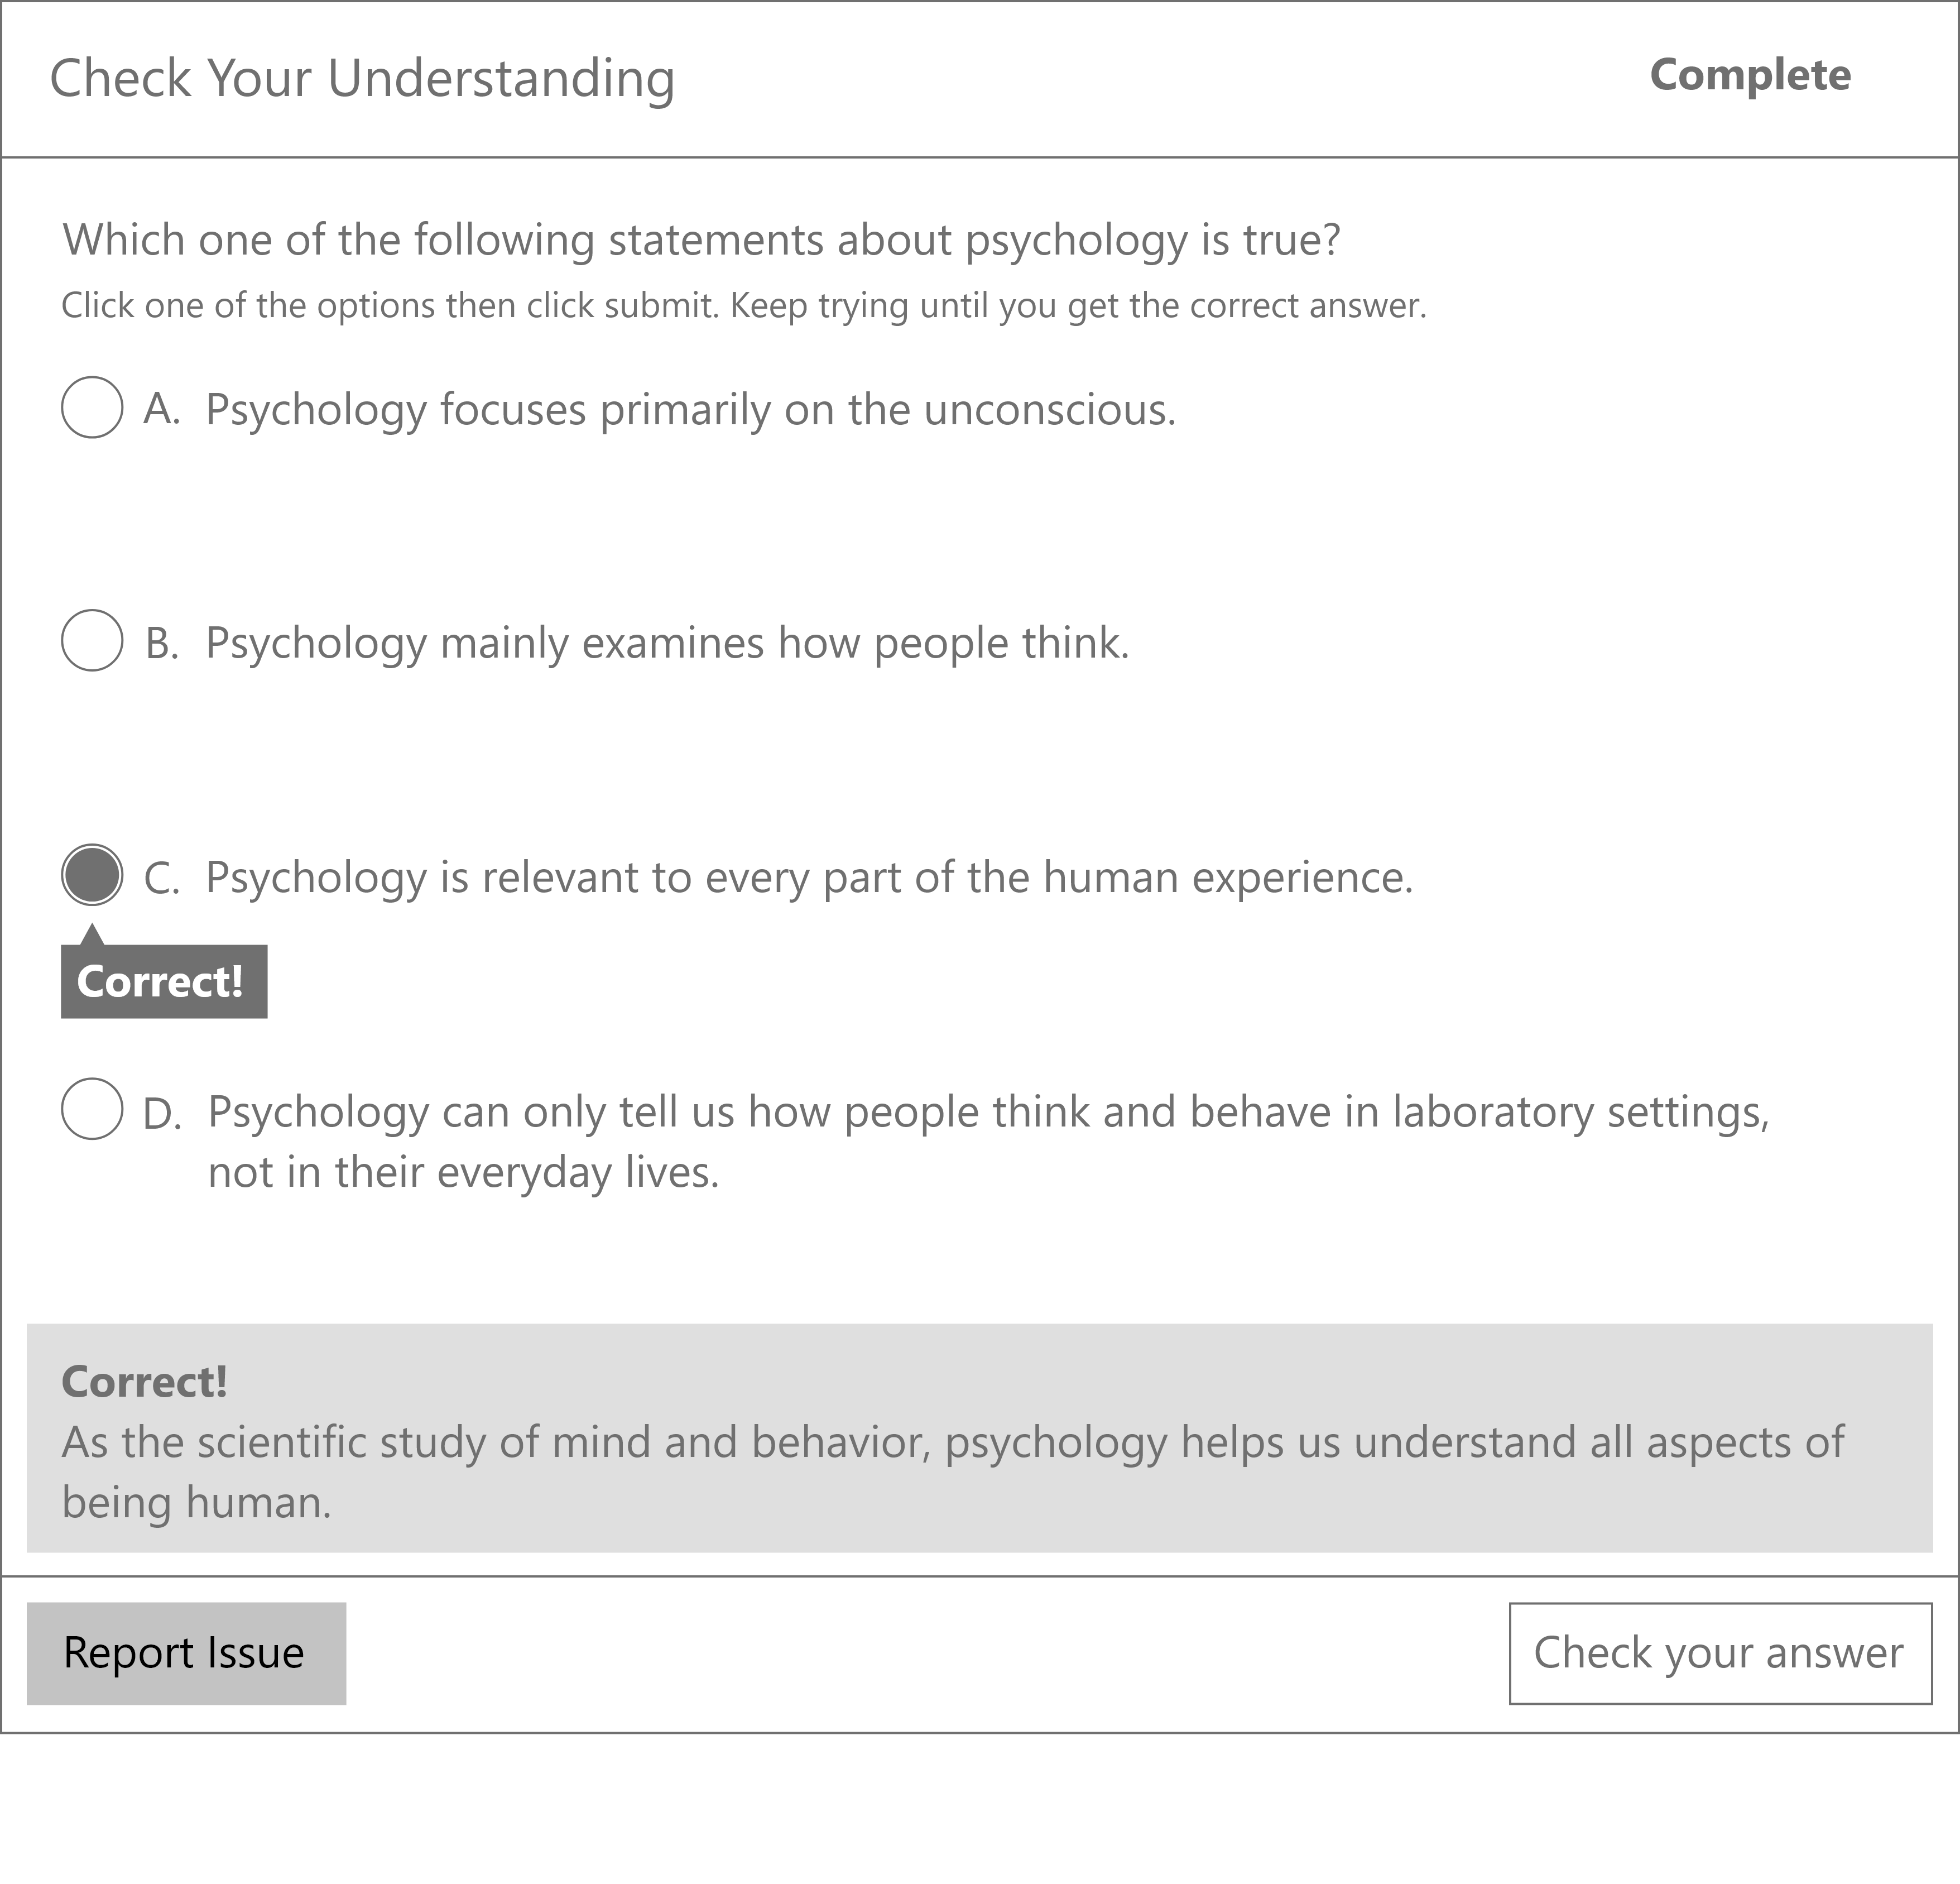 Check Your Understanding
Complete
Which one of the following statements about psychology is true?
Click one of the options then click submit. Keep trying until you get the correct answer.
A. Psychology focuses primarily on the unconscious.
B. Psychology mainly examines how people think.
C. Psychology is relevant to every part of the human experience.
Correct!
D. Psychology can only tell us how people think and behave in laboratory settings,
not in their everyday lives.
Correct!
As the scientific study of mind and behavior, psychology helps us understand all aspects of
being human.
Report Issue
Check your answer